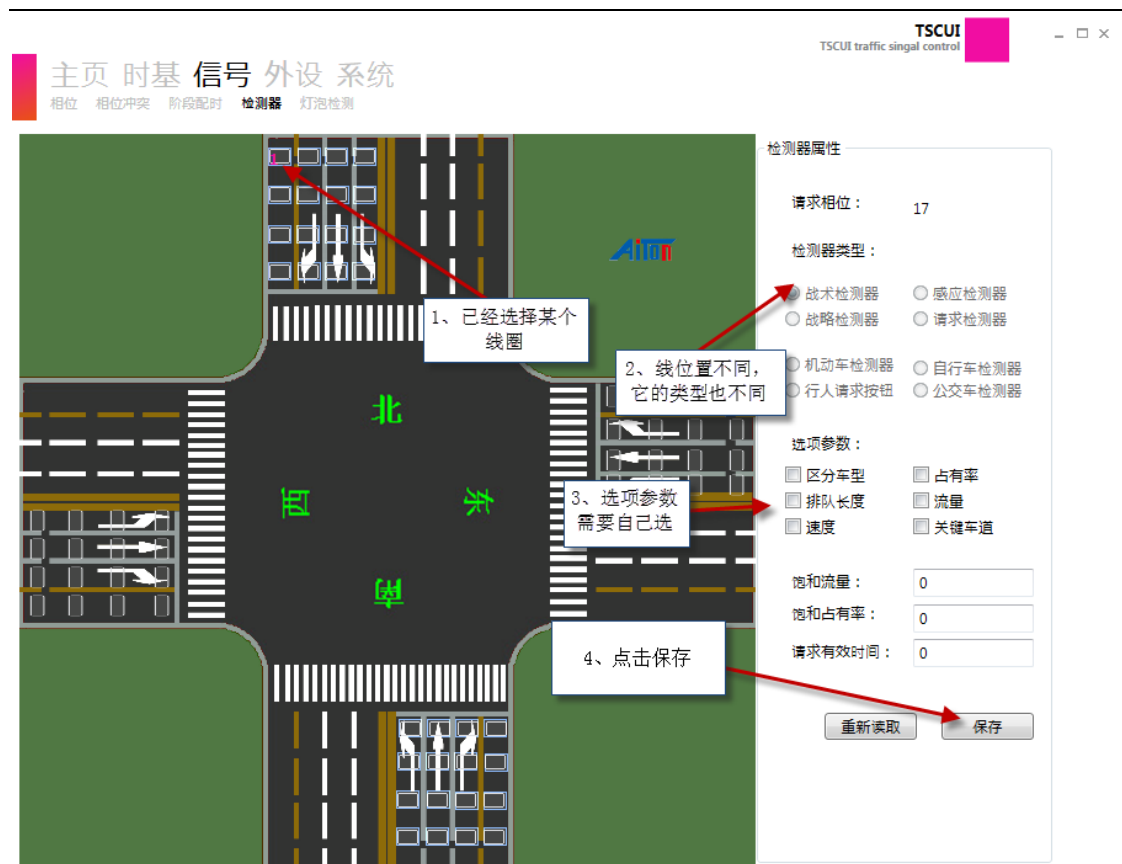 TSCUI
TSCUI traffic singal control
主页 时基 信号 外设 系统
相位 相位冲突 阶段配时 检测器 灯泡检测
检测器属性
请求相位： 17
检测器类型：
战术检测器 感应检测器
战略检测器 请求检测器
机动车检测器 自行车检测器
行人请求按钮 公交车检测器
选项参数：
区分车型 占有率
排队长度 流量
速度 关键车道
饱和流量： 0
饱和占有率： 0
请求有效时间： 0
重新读取 保存
AiTon
1、已经选择某个
线圈
2、线位置不同，
它的类型也不同
3、选项参数
需要自己选
4、点击保存
北
西 东
南